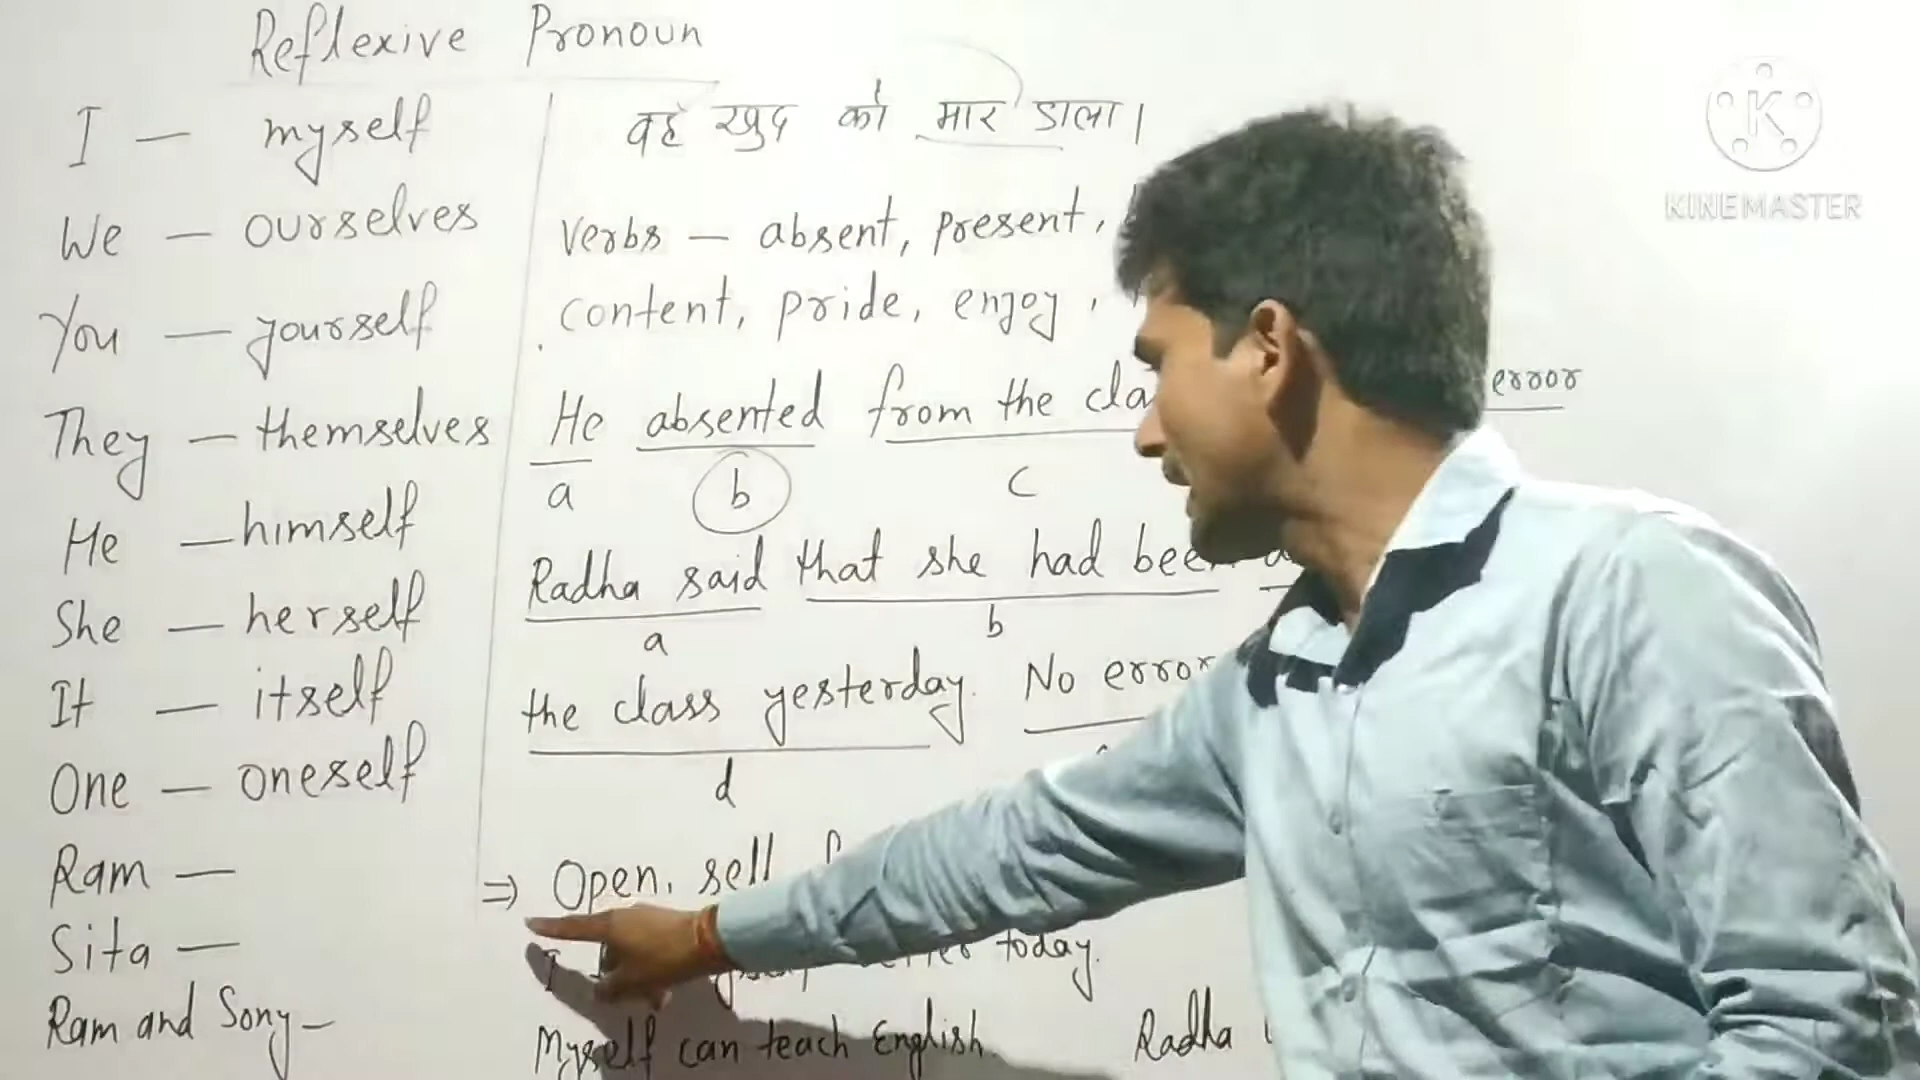 Reflexive Pronoun
I — myself
We — ourselves
You — yourself
They — themselves
He — himself
She — herself
It — itself
One — oneself
Ram —
Sita —
Ram and Sony —
वह खुद को मार डाला।
Verbs — absent, present,
content, pride, enjoy,
He absented from the error
a b c
Radha said that she had
a b
the class yesterday. No error
d
⇒ Open, sell
I today.
Myself can teach English. Radha
K
KINEMASTER